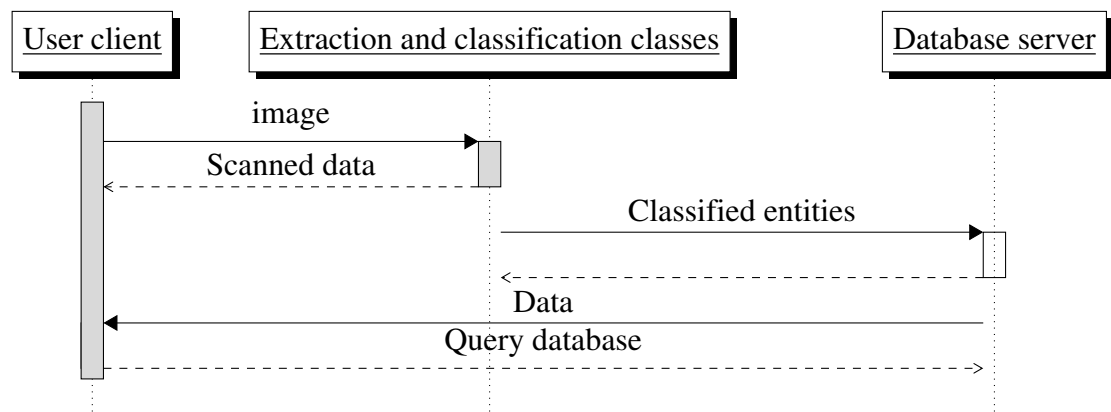 User client
Extraction and classification classes
Database server
image
Scanned data
Classified entities
Data
Query database